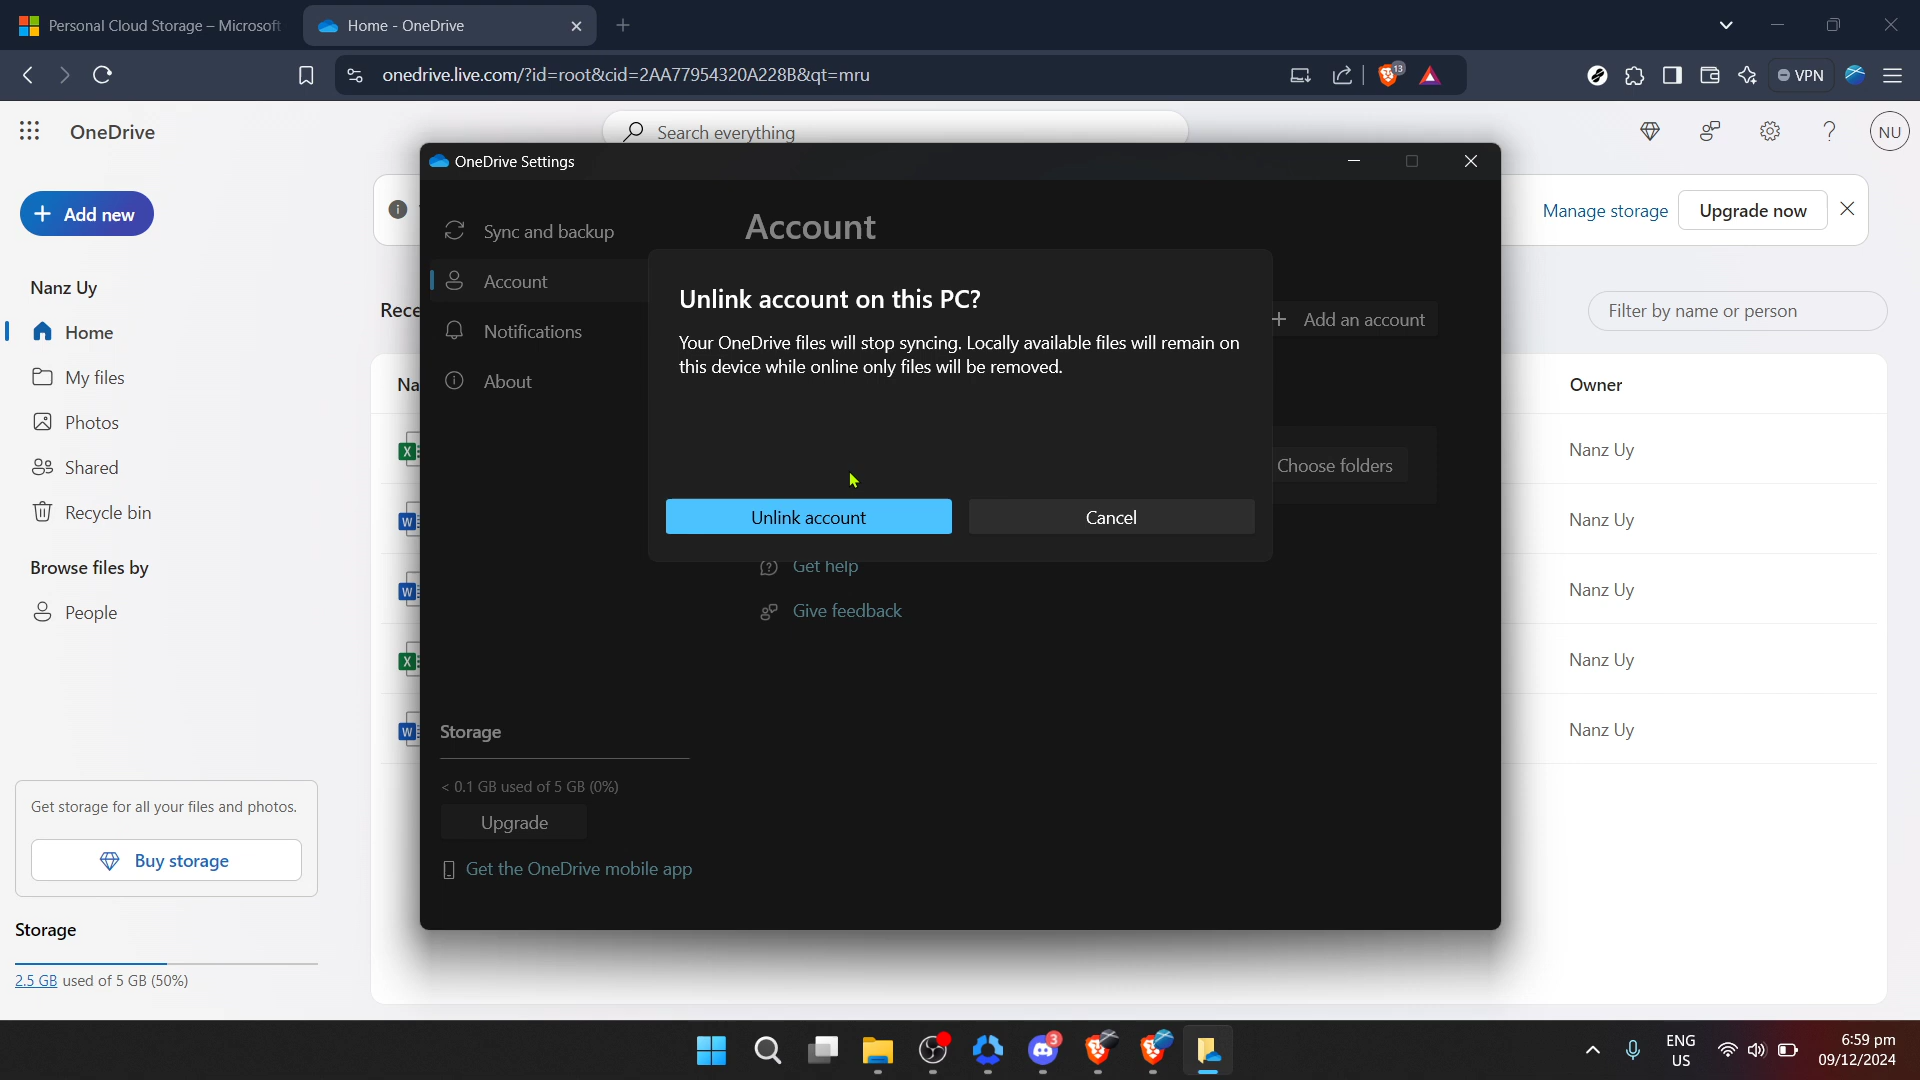 Personal Cloud Storage – Microsoft
Home - OneDrive
onedrive.live.com/?id=root&cid=2AA77954320A228B&qt=mru
13
VPN
OneDrive
Search everything
NU
OneDrive Settings
Add new
Manage storage
Upgrade now
Sync and backup
Account
Nanz Uy
Account
Unlink account on this PC?
Home
Rece
Notifications
Add an account
Filter by name or person
Your OneDrive files will stop syncing. Locally available files will remain on
this device while online only files will be removed.
My files
Na
About
Owner
Photos
Nanz Uy
Shared
Choose folders
Recycle bin
Unlink account
Cancel
Nanz Uy
Browse files by
Get help
Nanz Uy
People
Give feedback
Nanz Uy
Storage
Nanz Uy
< 0.1 GB used of 5 GB (0%)
Get storage for all your files and photos.
Upgrade
Buy storage
Get the OneDrive mobile app
Storage
2.5 GB used of 5 GB (50%)
3
ENG
US
6:59 pm
09/12/2024